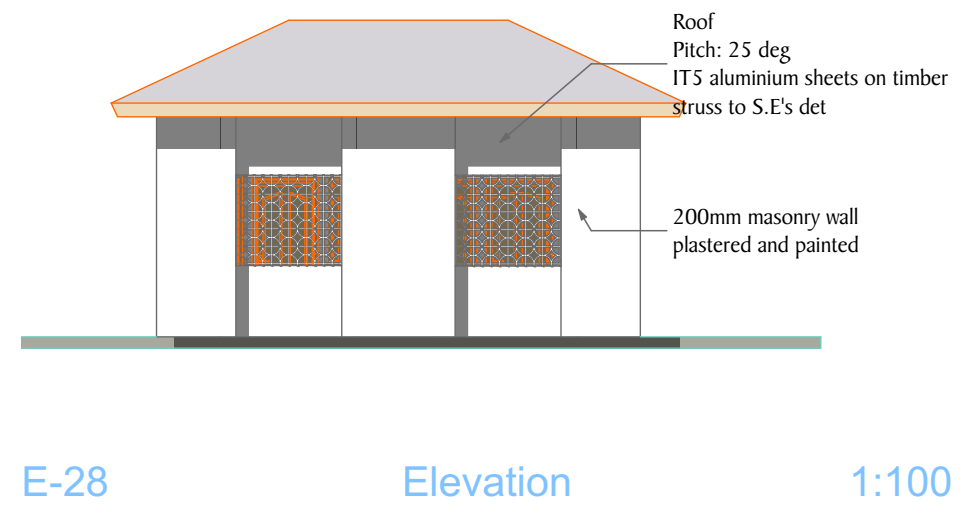 Roof
Pitch: 25 deg
IT5 aluminium sheets on timber
struss to S.E's det
200mm masonry wall
plastered and painted
E-28 Elevation 1:100